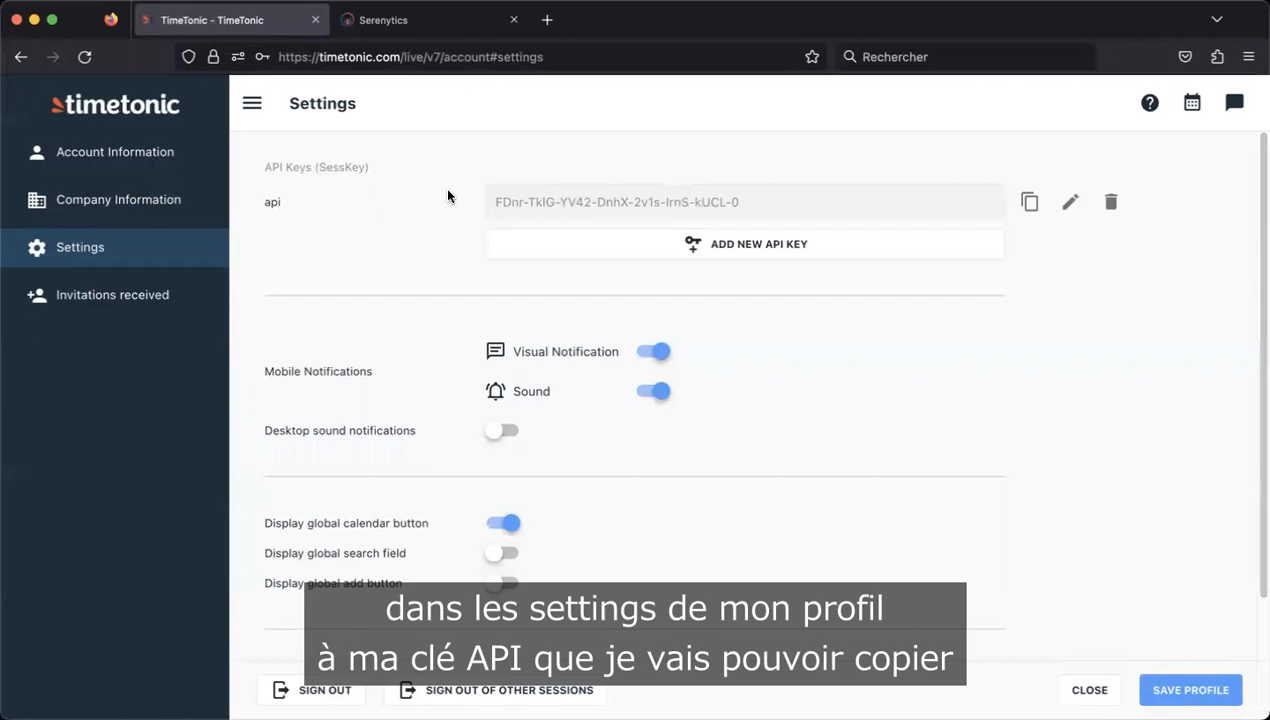 TimeTonic - TimeTonic
Serenytics
https://timetonic.com/live/v7/account#settings
Rechercher
timetonic
Settings
Account Information
Company Information
Settings
Invitations received
API Keys (SessKey)
api
FDnr-TkIG-YV42-DnhX-2v1s-IrnS-kUCL-0
ADD NEW API KEY
Mobile Notifications
Visual Notification
Sound
Desktop sound notifications
Display global calendar button
Display global search field
Display global add button
dans les settings de mon profil
à ma clé API que je vais pouvoir copier
SIGN OUT
SIGN OUT OF OTHER SESSIONS
CLOSE
SAVE PROFILE